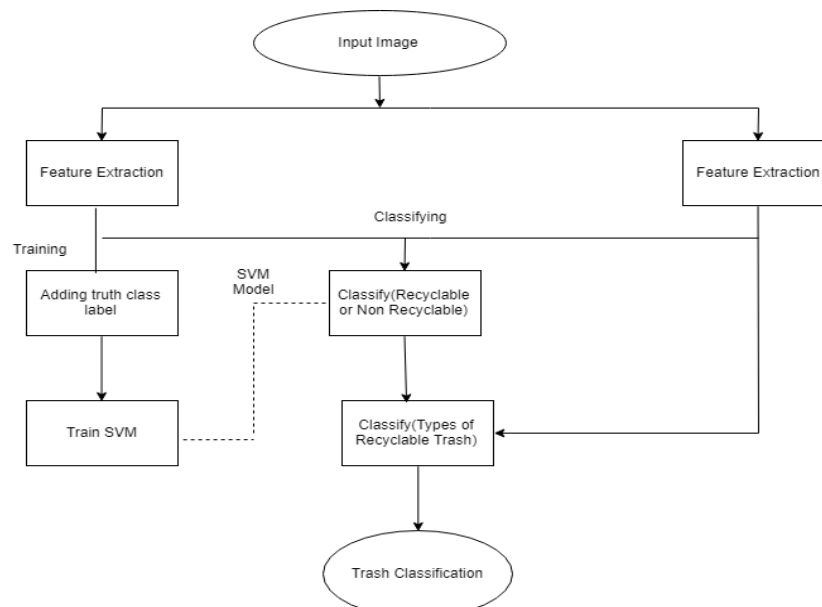 Input Image
Feature Extraction
Feature Extraction
Classifying
Training
Adding truth class
label
SVM
Model
Classify(Recyclable
or Non Recyclable)
Train SVM
Classify(Types of
Recyclable Trash)
Trash Classification